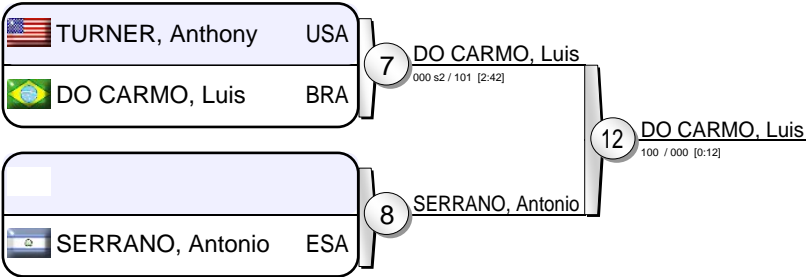 TURNER, Anthony USA
DO CARMO, Luis BRA
7
DO CARMO, Luis
000 s2 / 101 [2:42]
12
DO CARMO, Luis
100 / 000 [0:12]
8
SERRANO, Antonio
SERRANO, Antonio ESA